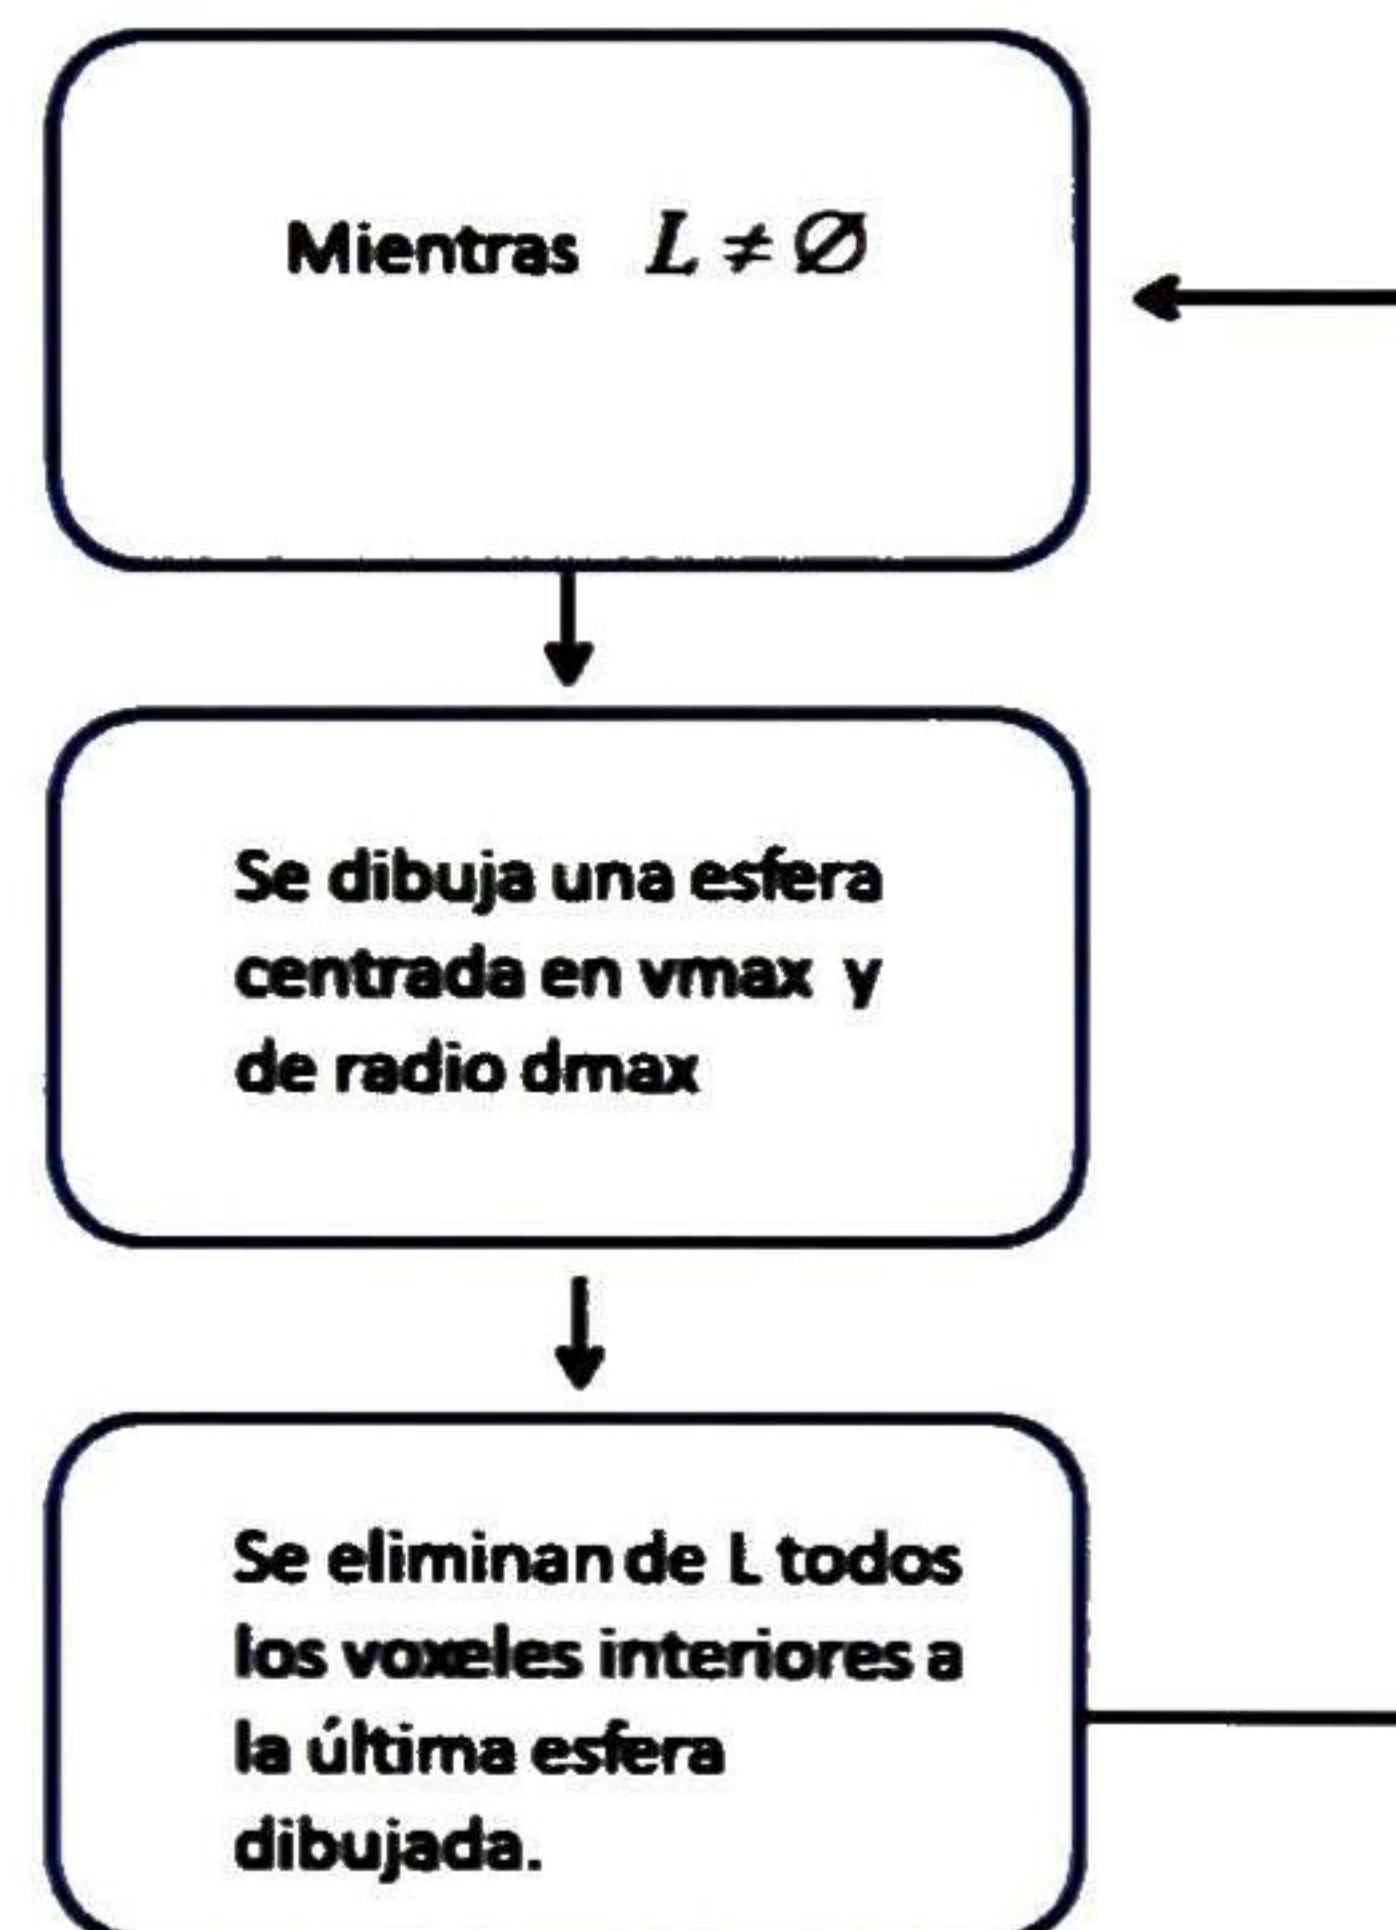 Mientras L ≠ ∅
Se dibuja una esfera
centrada en vmax y
de radio dmax
Se eliminan de L todos
los voxeles interiores a
la última esfera
dibujada.